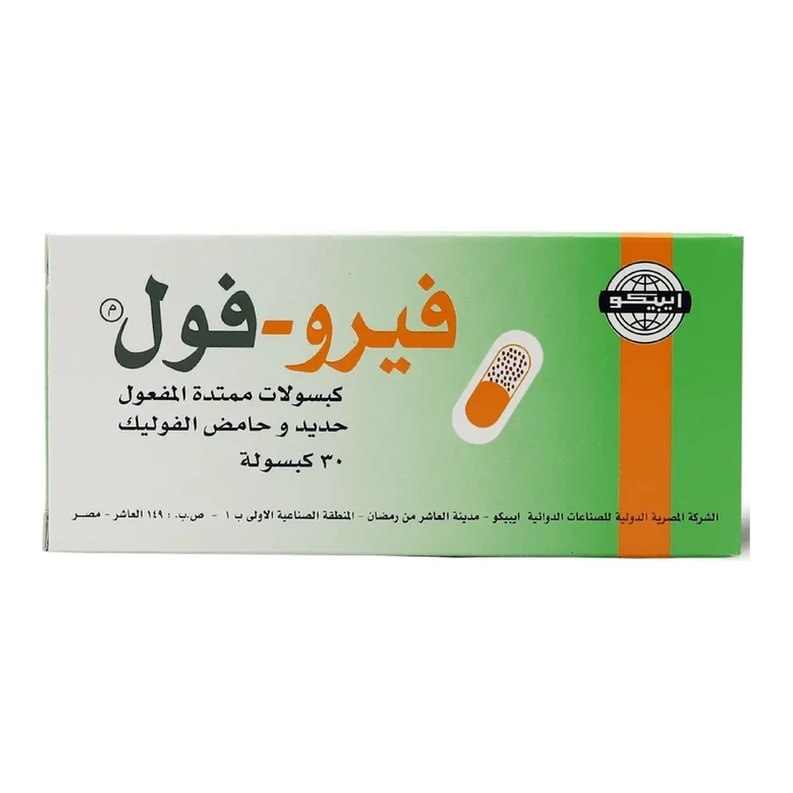 ايبيكو
فيرو-فول م
كبسولات ممتدة المفعول
حديد و حامض الفوليك
٣٠ كبسولة
الشركة المصرية الدولية للصناعات الدوائية ايبيكو - مدينة العاشر من رمضان - المنطقة الصناعية الاولى ب ١ - ص.ب. : ١٤٩ العاشر - مصر